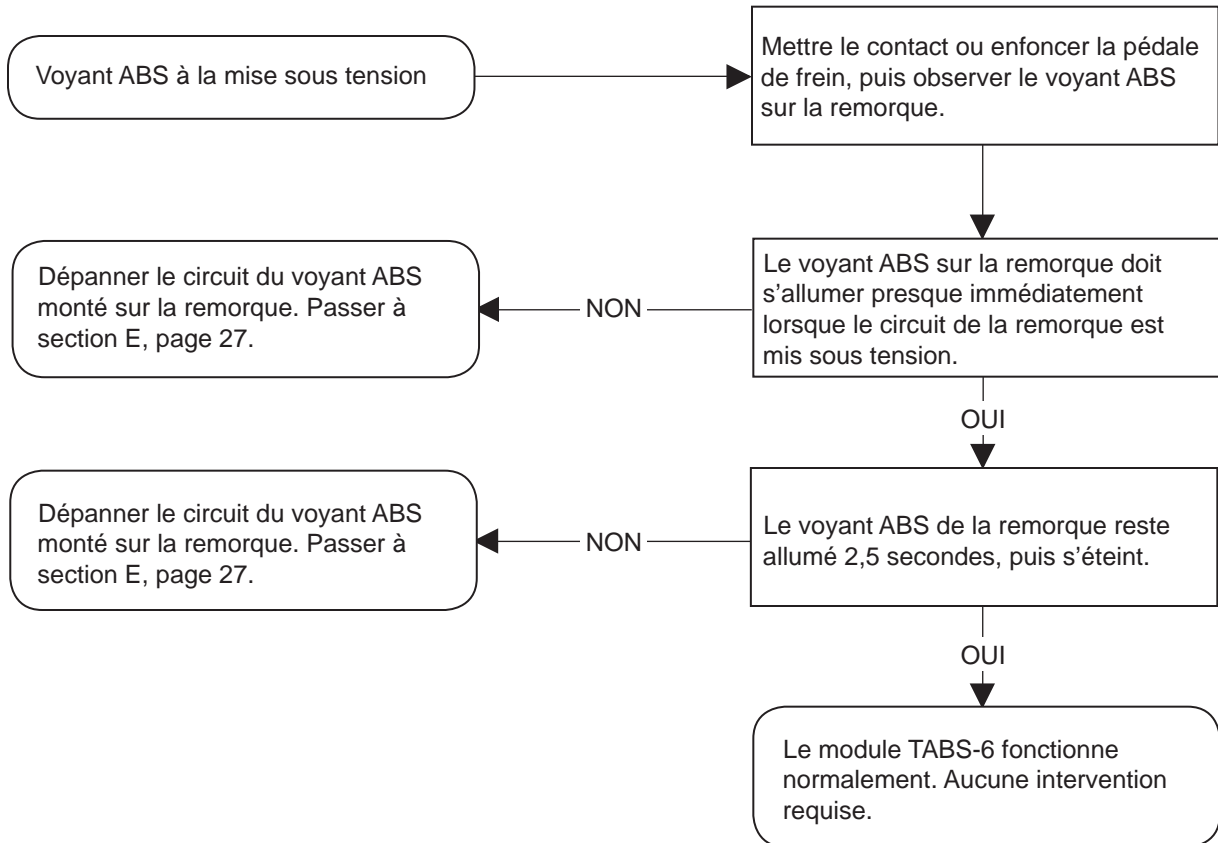 Voyant ABS à la mise sous tension
Mettre le contact ou enfoncer la pédale
de frein, puis observer le voyant ABS
sur la remorque.
Dépanner le circuit du voyant ABS
monté sur la remorque. Passer à
section E, page 27.
NON
Le voyant ABS sur la remorque doit
s’allumer presque immédiatement
lorsque le circuit de la remorque est
mis sous tension.
OUI
Dépanner le circuit du voyant ABS
monté sur la remorque. Passer à
section E, page 27.
NON
Le voyant ABS de la remorque reste
allumé 2,5 secondes, puis s’éteint.
OUI
Le module TABS-6 fonctionne
normalement. Aucune intervention
requise.